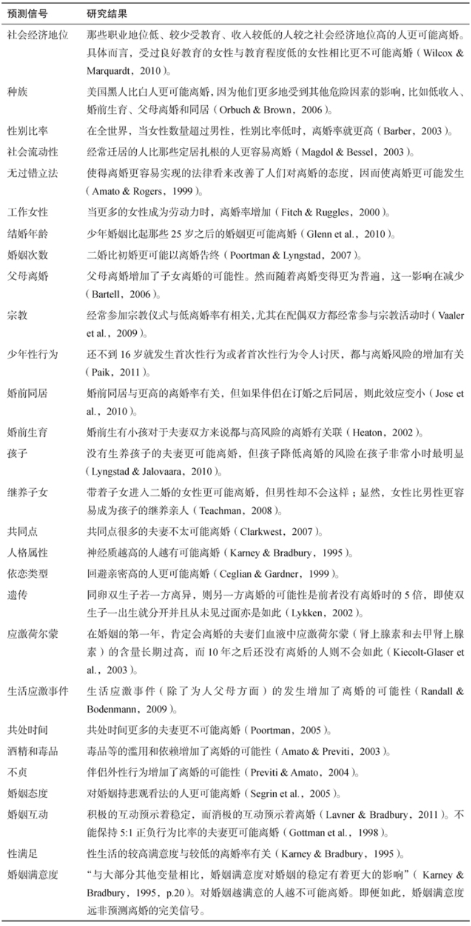 预测信号 研究结果
社会经济地位 那些职业地位低、较少受教育、收入较低的人较之社会经济地位高的人更可能离婚。
具体而言，受过良好教育的女性与教育程度低的女性相比更不可能离婚（Wilcox &
Marquardt，2010）。
种族 美国黑人比白人更可能离婚，因为他们更多地受到其他危险因素的影响，比如低收入、
婚前生育、父母离婚和同居（Orbuch & Brown，2006）。
性别比率 在全世界，当女性数量超过男性，性别比率低时，离婚率就更高（Barber，2003）。
社会流动性 经常迁居的人比那些定居扎根的人更容易离婚（Magdol & Bessel，2003）。
无过错立法 使得离婚更容易实现的法律看来改善了人们对离婚的态度，因而使离婚更可能发生
（Amato & Rogers，1999）。
工作女性 当更多的女性成为劳动力时，离婚率增加（Fitch & Ruggles，2000）。
结婚年龄 少年婚姻比起那些 25 岁之后的婚姻更可能离婚（Glenn et al.，2010）。
婚姻次数 二婚比初婚更可能以离婚告终（Poortman & Lyngstad，2007）。
父母离婚 父母离婚增加了子女离婚的可能性。然而随着离婚变得更为普遍，这一影响在减少
（Bartell，2006）。
宗教 经常参加宗教仪式与低离婚率有相关，尤其在配偶双方都经常参与宗教活动时（Vaaler
et al.，2009）。
少年性行为 还不到 16 岁就发生首次性行为或者首次性行为令人讨厌，都与离婚风险的增加有关
（Paik，2011）。
婚前同居 婚前同居与更高的离婚率有关，但如果伴侣在订婚之后同居，则此效应变小（Jose et
al.，2010）。
婚前生育 婚前生有小孩对于夫妻双方来说都与高风险的离婚有关联（Heaton，2002）。
孩子 没有生养孩子的夫妻更可能离婚，但孩子降低离婚的风险在孩子非常小时最明显
（Lyngstad & Jalovaara，2010）。
继养子女 带着子女进入二婚的女性更可能离婚，但男性却不会这样；显然，女性比男性更容
易成为孩子的继养亲人（Teachman，2008）。
共同点 共同点很多的夫妻不太可能离婚（Clarkwest，2007）。
人格属性 神经质越高的人越有可能离婚（Karney & Bradbury，1995）。
依恋类型 回避亲密高的人更可能离婚（Ceglian & Gardner，1999）。
遗传 同卵双生子若一方离异，则另一方离婚的可能性是前者没有离婚时的 5 倍，即使双
生子一出生就分开并且从未见过面亦是如此（Lykken，2002）。
应激荷尔蒙 在婚姻的第一年，肯定会离婚的夫妻们血液中应激荷尔蒙（肾上腺素和去甲肾上腺
素）的含量长期过高，而 10 年之后还没有离婚的人则不会如此（Kiecolt-Glaser et
al.，2003）。
生活应激事件 生活应激事件（除了为人父母方面）的发生增加了离婚的可能性（Randall &
Bodenmann，2009）。
共处时间 共处时间更多的夫妻更不可能离婚（Poortman，2005）。
酒精和毒品 毒品等的滥用和依赖增加了离婚的可能性（Amato & Previti，2003）。
不贞 伴侣外性行为增加了离婚的可能性（Previti & Amato，2004）。
婚姻态度 对婚姻持悲观看法的人更可能离婚（Segrin et al.，2005）。
婚姻互动 积极的互动预示着稳定，而消极的互动预示着离婚（Lavner & Bradbury，2011）。不
能保持 5:1 正负行为比率的夫妻更可能离婚（Gottman et al.，1998）。
性满足 性生活的较高满意度与较低的离婚率有关（Karney & Bradbury，1995）。
婚姻满意度 “与大部分其他变量相比，婚姻满意度对婚姻的稳定有着更大的影响”（Karney &
Bradbury，1995，p.20）。对婚姻越满意的人越不可能离婚。即便如此，婚姻满意度
远非预测离婚的完美信号。